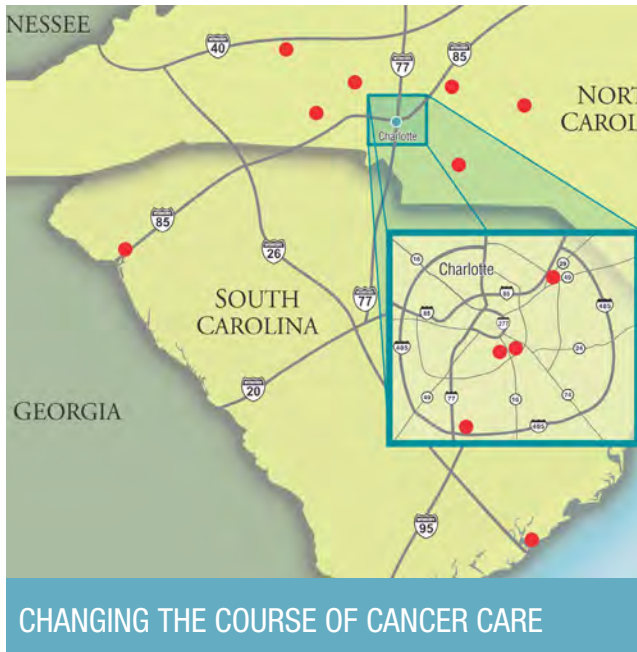 NESSEE
40
77
85
NORT
CAROL
Charlotte
85
26
SOUTH
CAROLINA
77
20
GEORGIA
95
Charlotte
16
29
49
85
85
485
277
485
24
49
77
16
74
485
CHANGING THE COURSE OF CANCER CARE